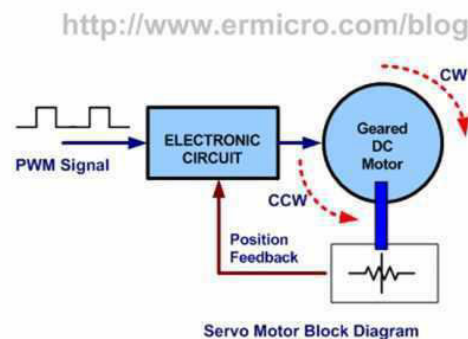 http://www.ermicro.com/blog
CW
ELECTRONIC
CIRCUIT
Geared
DC
Motor
PWM Signal
CCW
Position
Feedback
Servo Motor Block Diagram